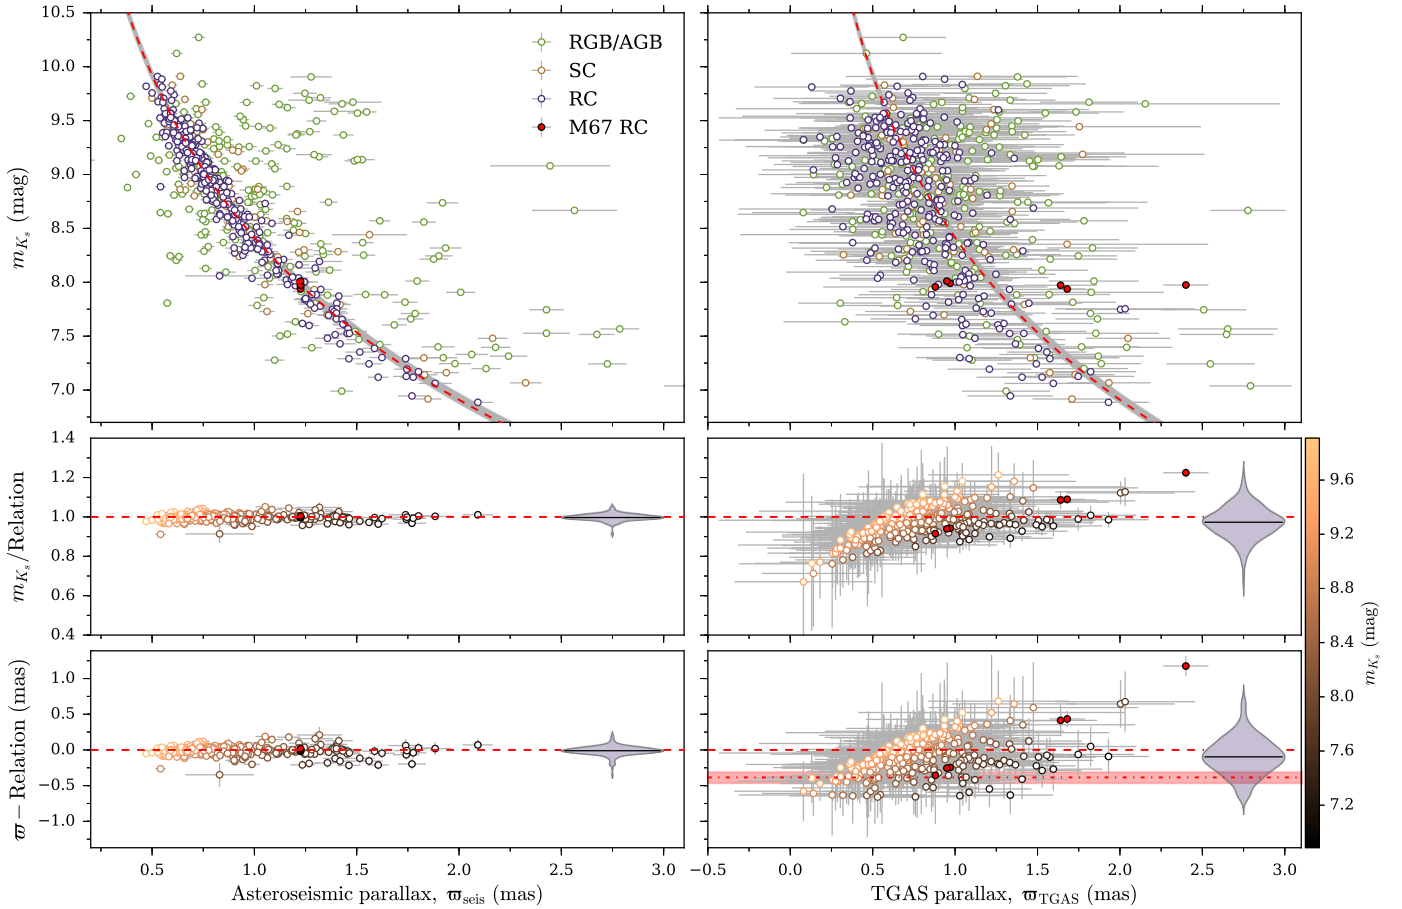 10.5
10.0
9.5
9.0
8.5
8.0
7.5
7.0
m_{K_s} (mag)
RGB/AGB
SC
RC
M67 RC
1.4
1.2
1.0
0.8
0.6
0.4
m_{K_s}/Relation
1.0
0.5
0.0
−0.5
−1.0
ϖ − Relation (mas)
0.5 1.0 1.5 2.0 2.5 3.0
Asteroseismic parallax, ϖ_{seis} (mas)
−0.5 0.0 0.5 1.0 1.5 2.0 2.5 3.0
TGAS parallax, ϖ_{TGAS} (mas)
9.6
9.2
8.8
8.4
8.0
7.6
7.2
m_{K_s} (mag)